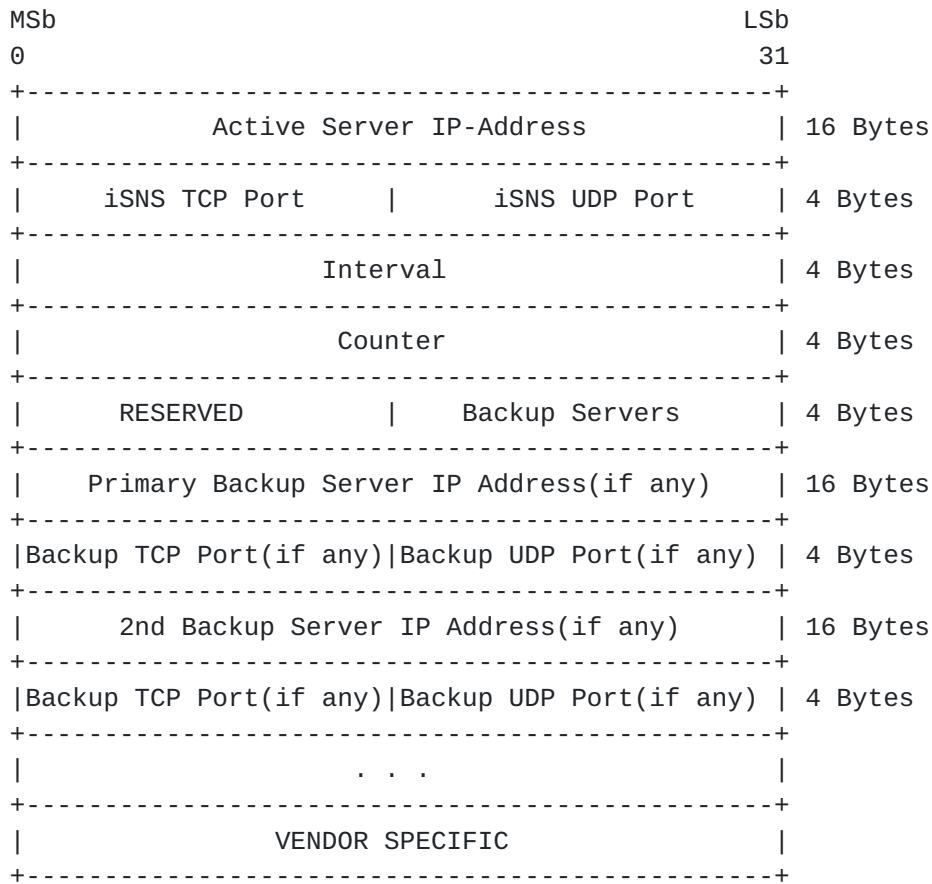 MSb                                            LSb
0                                               31
+------------------------------------------------+
|            Active Server IP-Address            | 16 Bytes
+------------------------------------------------+
|     iSNS TCP Port     |      iSNS UDP Port     | 4 Bytes
+------------------------------------------------+
|                   Interval                     | 4 Bytes
+------------------------------------------------+
|                    Counter                     | 4 Bytes
+------------------------------------------------+
|      RESERVED         |    Backup Servers      | 4 Bytes
+------------------------------------------------+
|    Primary Backup Server IP Address(if any)    | 16 Bytes
+------------------------------------------------+
|Backup TCP Port(if any)|Backup UDP Port(if any) | 4 Bytes
+------------------------------------------------+
|      2nd Backup Server IP Address(if any)      | 16 Bytes
+------------------------------------------------+
|Backup TCP Port(if any)|Backup UDP Port(if any) | 4 Bytes
+------------------------------------------------+
|                     . . .                      |
+------------------------------------------------+
|                VENDOR SPECIFIC                 |
+------------------------------------------------+